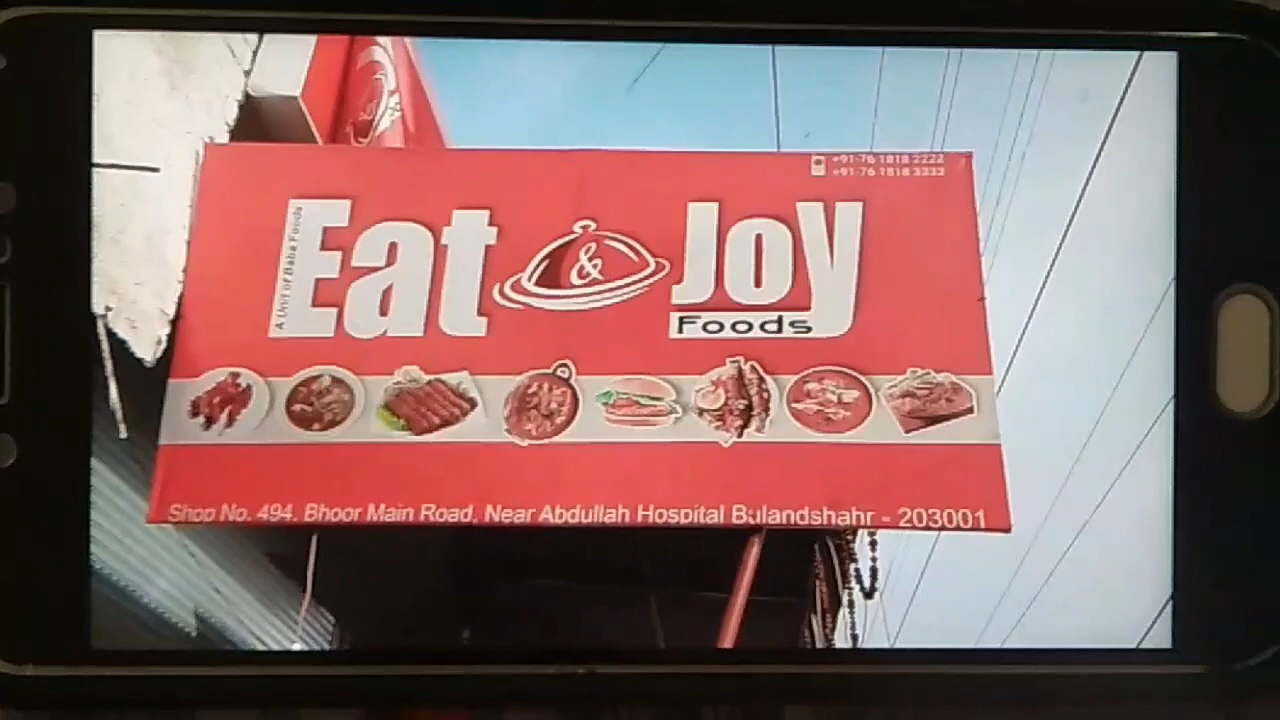 +91-76 1818 2222
+91-76 1818 3333
A Unit of Baba Foods
Eat & Joy
Foods
Shop No. 494, Bhoor Main Road, Near Abdullah Hospital Bulandshahr - 203001